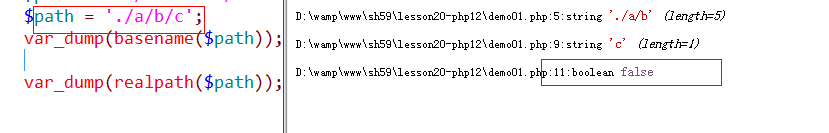 $path = './a/b/c';
var_dump(basename($path));
var_dump(realpath($path));
D:\wamp\www\sh59\lesson20-php12\demo01.php:5:string './a/b' (length=5)
D:\wamp\www\sh59\lesson20-php12\demo01.php:9:string 'c' (length=1)
D:\wamp\www\sh59\lesson20-php12\demo01.php:11:boolean false